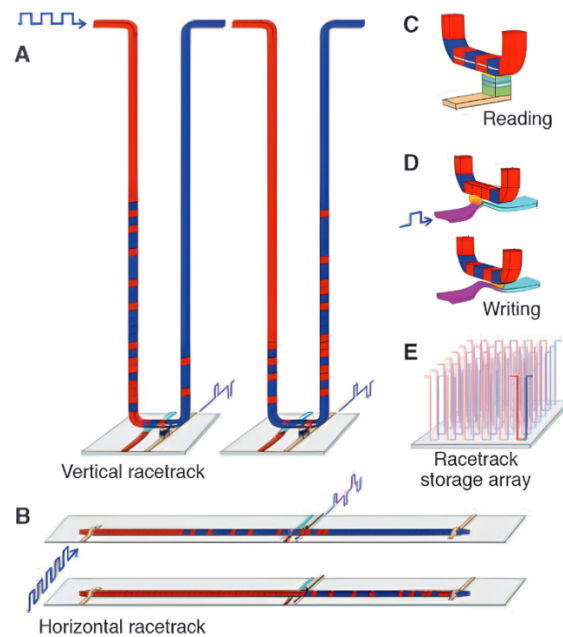 A
Vertical racetrack
B
Horizontal racetrack
C
Reading
D
Writing
E
Racetrack
storage array